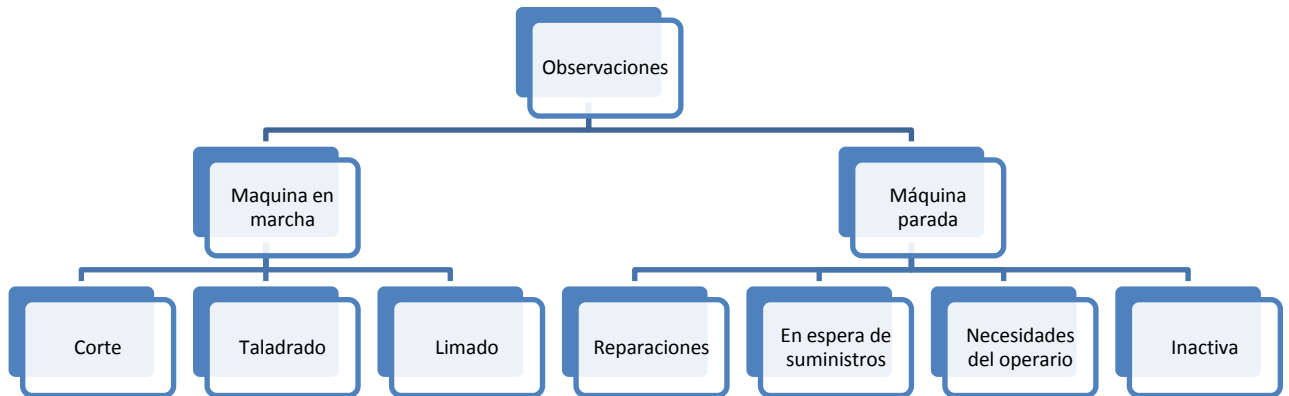 Observaciones
Maquina en
marcha
Máquina
parada
Corte
Taladrado
Limado
Reparaciones
En espera de
suministros
Necesidades
del operario
Inactiva